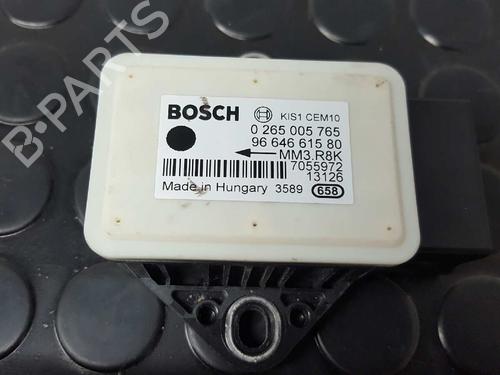 B-PARTS
BOSCH KIS1 CEM10
0 265 005 765
96 646 615 80
MM3.R8K
7055972
13126
Made in Hungary 3589 658